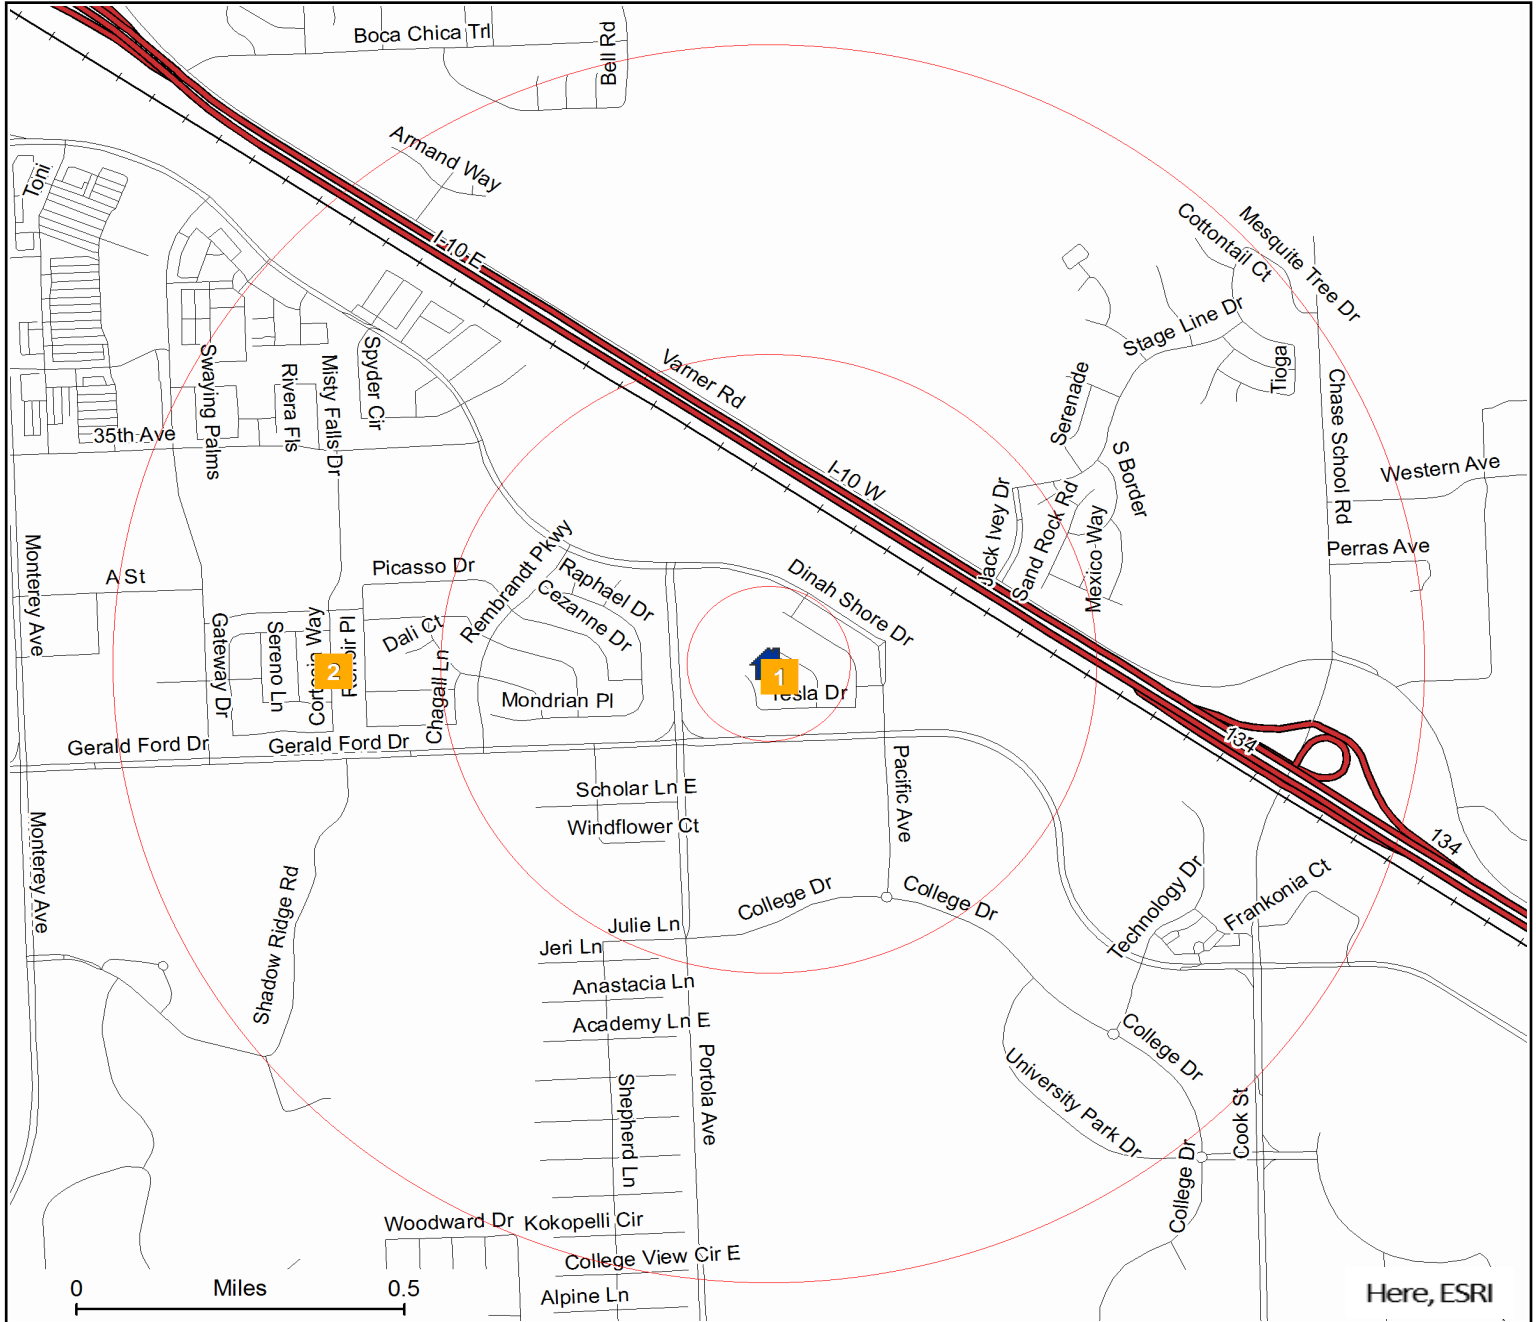 Boca Chica Trl
Bell Rd
Armand Way
Toni
I-10 E
Cottontail Ct
Mesquite Tree Dr
Stage Line Dr
Tioga
Varner Rd
Swaying Palms
Rivera Fls
Misty Falls Dr
Spyder Cir
Serenade
Chase School Rd
35th Ave
S Border
Western Ave
I-10 W
Jack Ivey Dr
Sand Rock Rd
Mexico Way
Perras Ave
Monterey Ave
A St
Picasso Dr
Rembrandt Pkwy
Raphael Dr
Cezanne Dr
Dinah Shore Dr
Gateway Dr
Sereno Ln
Way
Pl
Dali Ct
Chagall Ln
2
1
Tesla Dr
Mondrian Pl
Gerald Ford Dr
Gerald Ford Dr
134
Pacific Ave
Scholar Ln E
Windflower Ct
Monterey Ave
134
Shadow Ridge Rd
College Dr
College Dr
Technology Dr
Frankonia Ct
Julie Ln
Jeri Ln
Anastacia Ln
Academy Ln E
College Dr
University Park Dr
Portola Ave
Shepherd Ln
Cook St
College Dr
Woodward Dr
Kokopelli Cir
College View Cir E
Alpine Ln
0 Miles 0.5
Here, ESRI